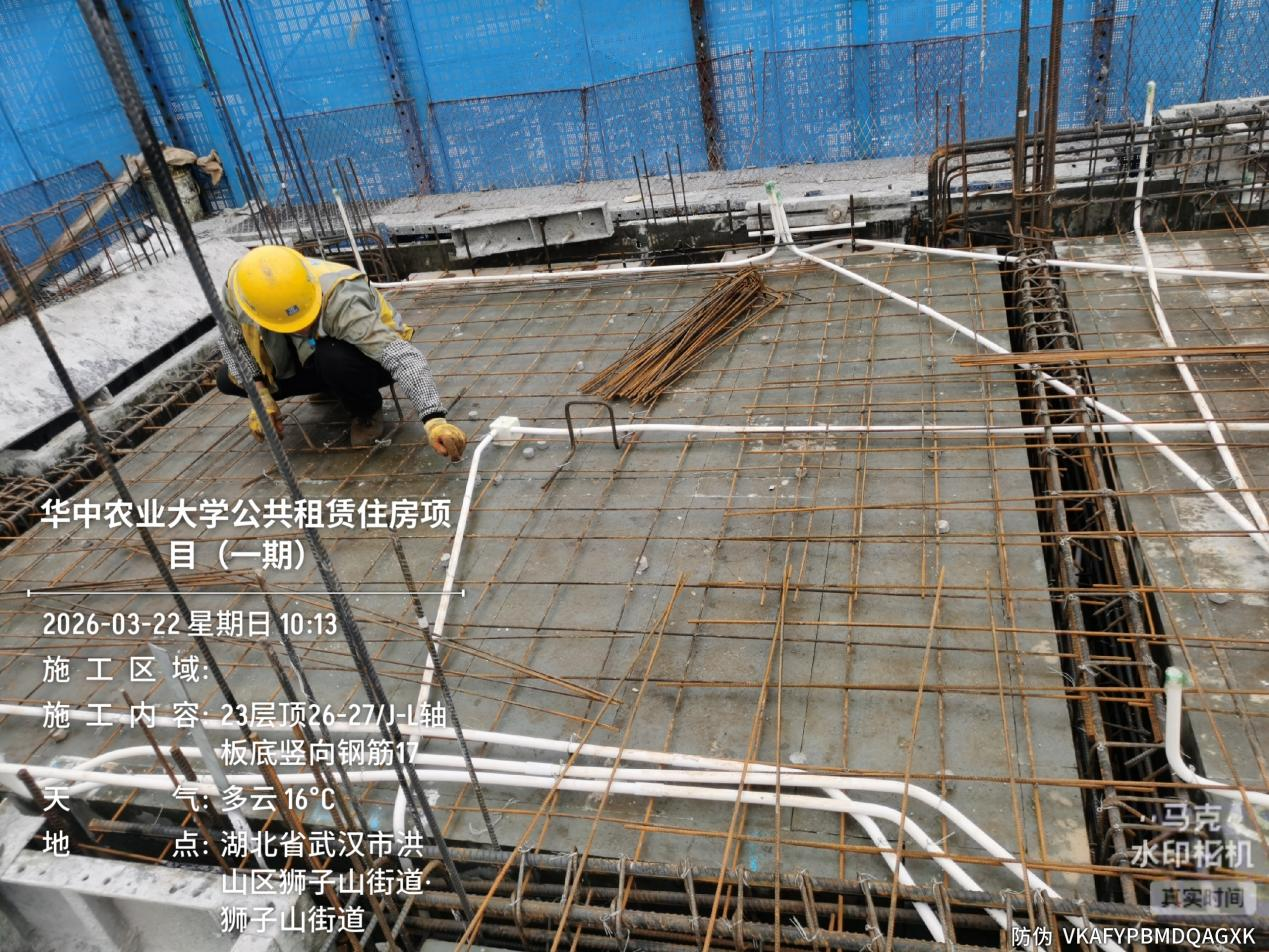 华中农业大学公共租赁住房项
目（一期）
2026-03-22 星期日 10:13
施工区域:
施工内容: 23层顶26-27/J-L轴
板底竖向钢筋17
天气: 多云 16°C
地点: 湖北省武汉市洪
山区狮子山街道·
狮子山街道
马克
水印相机
真实时间
防伪 VKAFYPBMDQAGXK